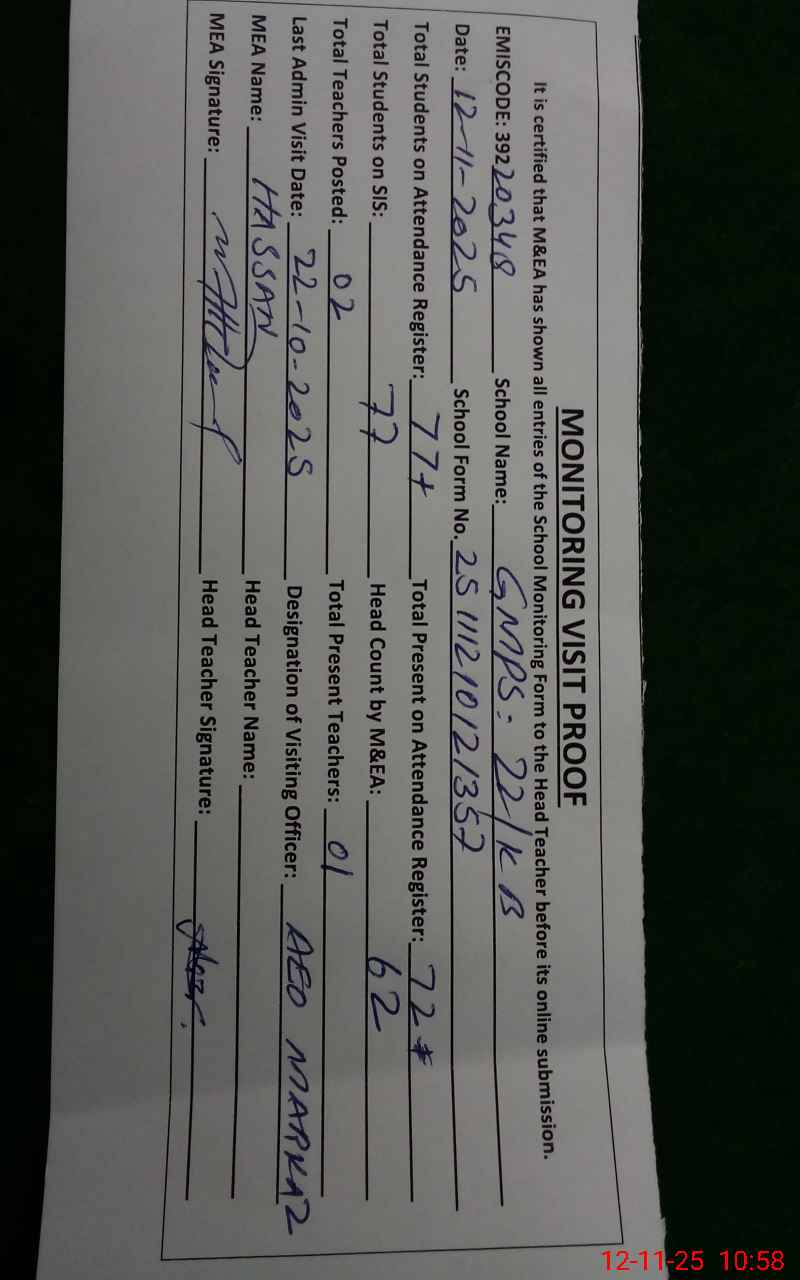 MONITORING VISIT PROOF
It is certified that M&EA has shown all entries of the School Monitoring Form to the Head Teacher before its online submission.
EMISCODE: 39220348 School Name: GMPS: 22/KB
Date: 12-11-2025 School Form No. 25111210121357
Total Students on Attendance Register: 77+ Total Present on Attendance Register: 72*
Total Students on SIS: 77 Head Count by M&EA: 62
Total Teachers Posted: 02 Total Present Teachers: 01
Last Admin Visit Date: 22-10-2025 Designation of Visiting Officer: AEO MARKAZ
MEA Name: HASSAN Head Teacher Name:
MEA Signature: Head Teacher Signature:
12-11-25 10:58